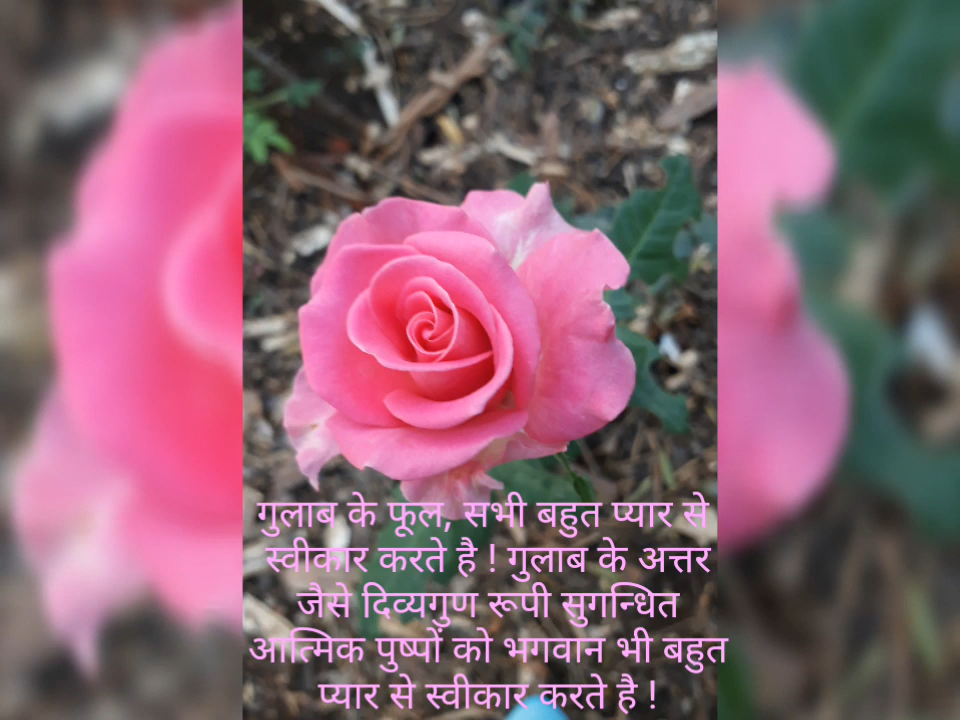 गुलाब के फूल, सभी बहुत प्यार से
स्वीकार करते है ! गुलाब के अत्तर
जैसे दिव्यगुण रूपी सुगन्धित
आत्मिक पुष्पों को भगवान भी बहुत
प्यार से स्वीकार करते है !